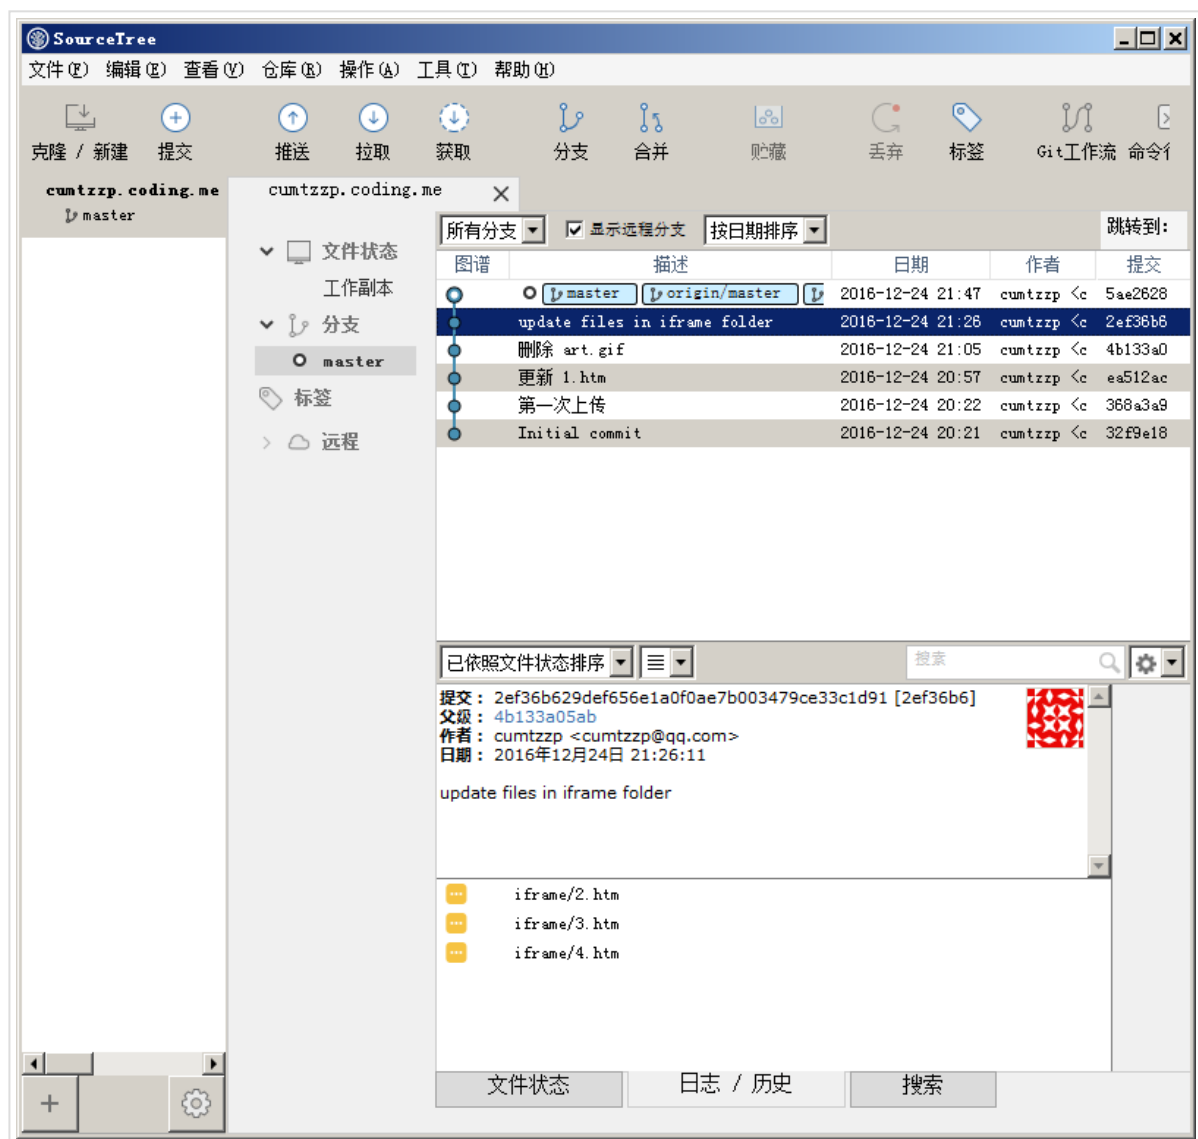 SourceTree
文件(F) 编辑(E) 查看(V) 仓库(R) 操作(A) 工具(T) 帮助(H)
克隆 / 新建 提交 推送 拉取 获取 分支 合并 贮藏 丢弃 标签 Git工作流
cumtzzp.coding.me
master
cumtzzp.coding.me
文件状态
工作副本
分支
master
标签
远程
所有分支 显示远程分支 按日期排序 跳转到:
图谱 描述 日期 作者 提交
master origin/master 2016-12-24 21:47 cumtzzp <c 5ae2628
update files in iframe folder 2016-12-24 21:26 cumtzzp <c 2ef36b6
删除 art.gif 2016-12-24 21:05 cumtzzp <c 4b133a0
更新 1.htm 2016-12-24 20:57 cumtzzp <c ea512ac
第一次上传 2016-12-24 20:22 cumtzzp <c 368a3a9
Initial commit 2016-12-24 20:21 cumtzzp <c 32f9e18
已依照文件状态排序 搜索
提交: 2ef36b629def656e1a0f0ae7b003479ce33c1d91 [2ef36b6]
父级: 4b133a05ab
作者: cumtzzp <cumtzzp@qq.com>
日期: 2016年12月24日 21:26:11
update files in iframe folder
iframe/2.htm
iframe/3.htm
iframe/4.htm
文件状态 日志 / 历史 搜索